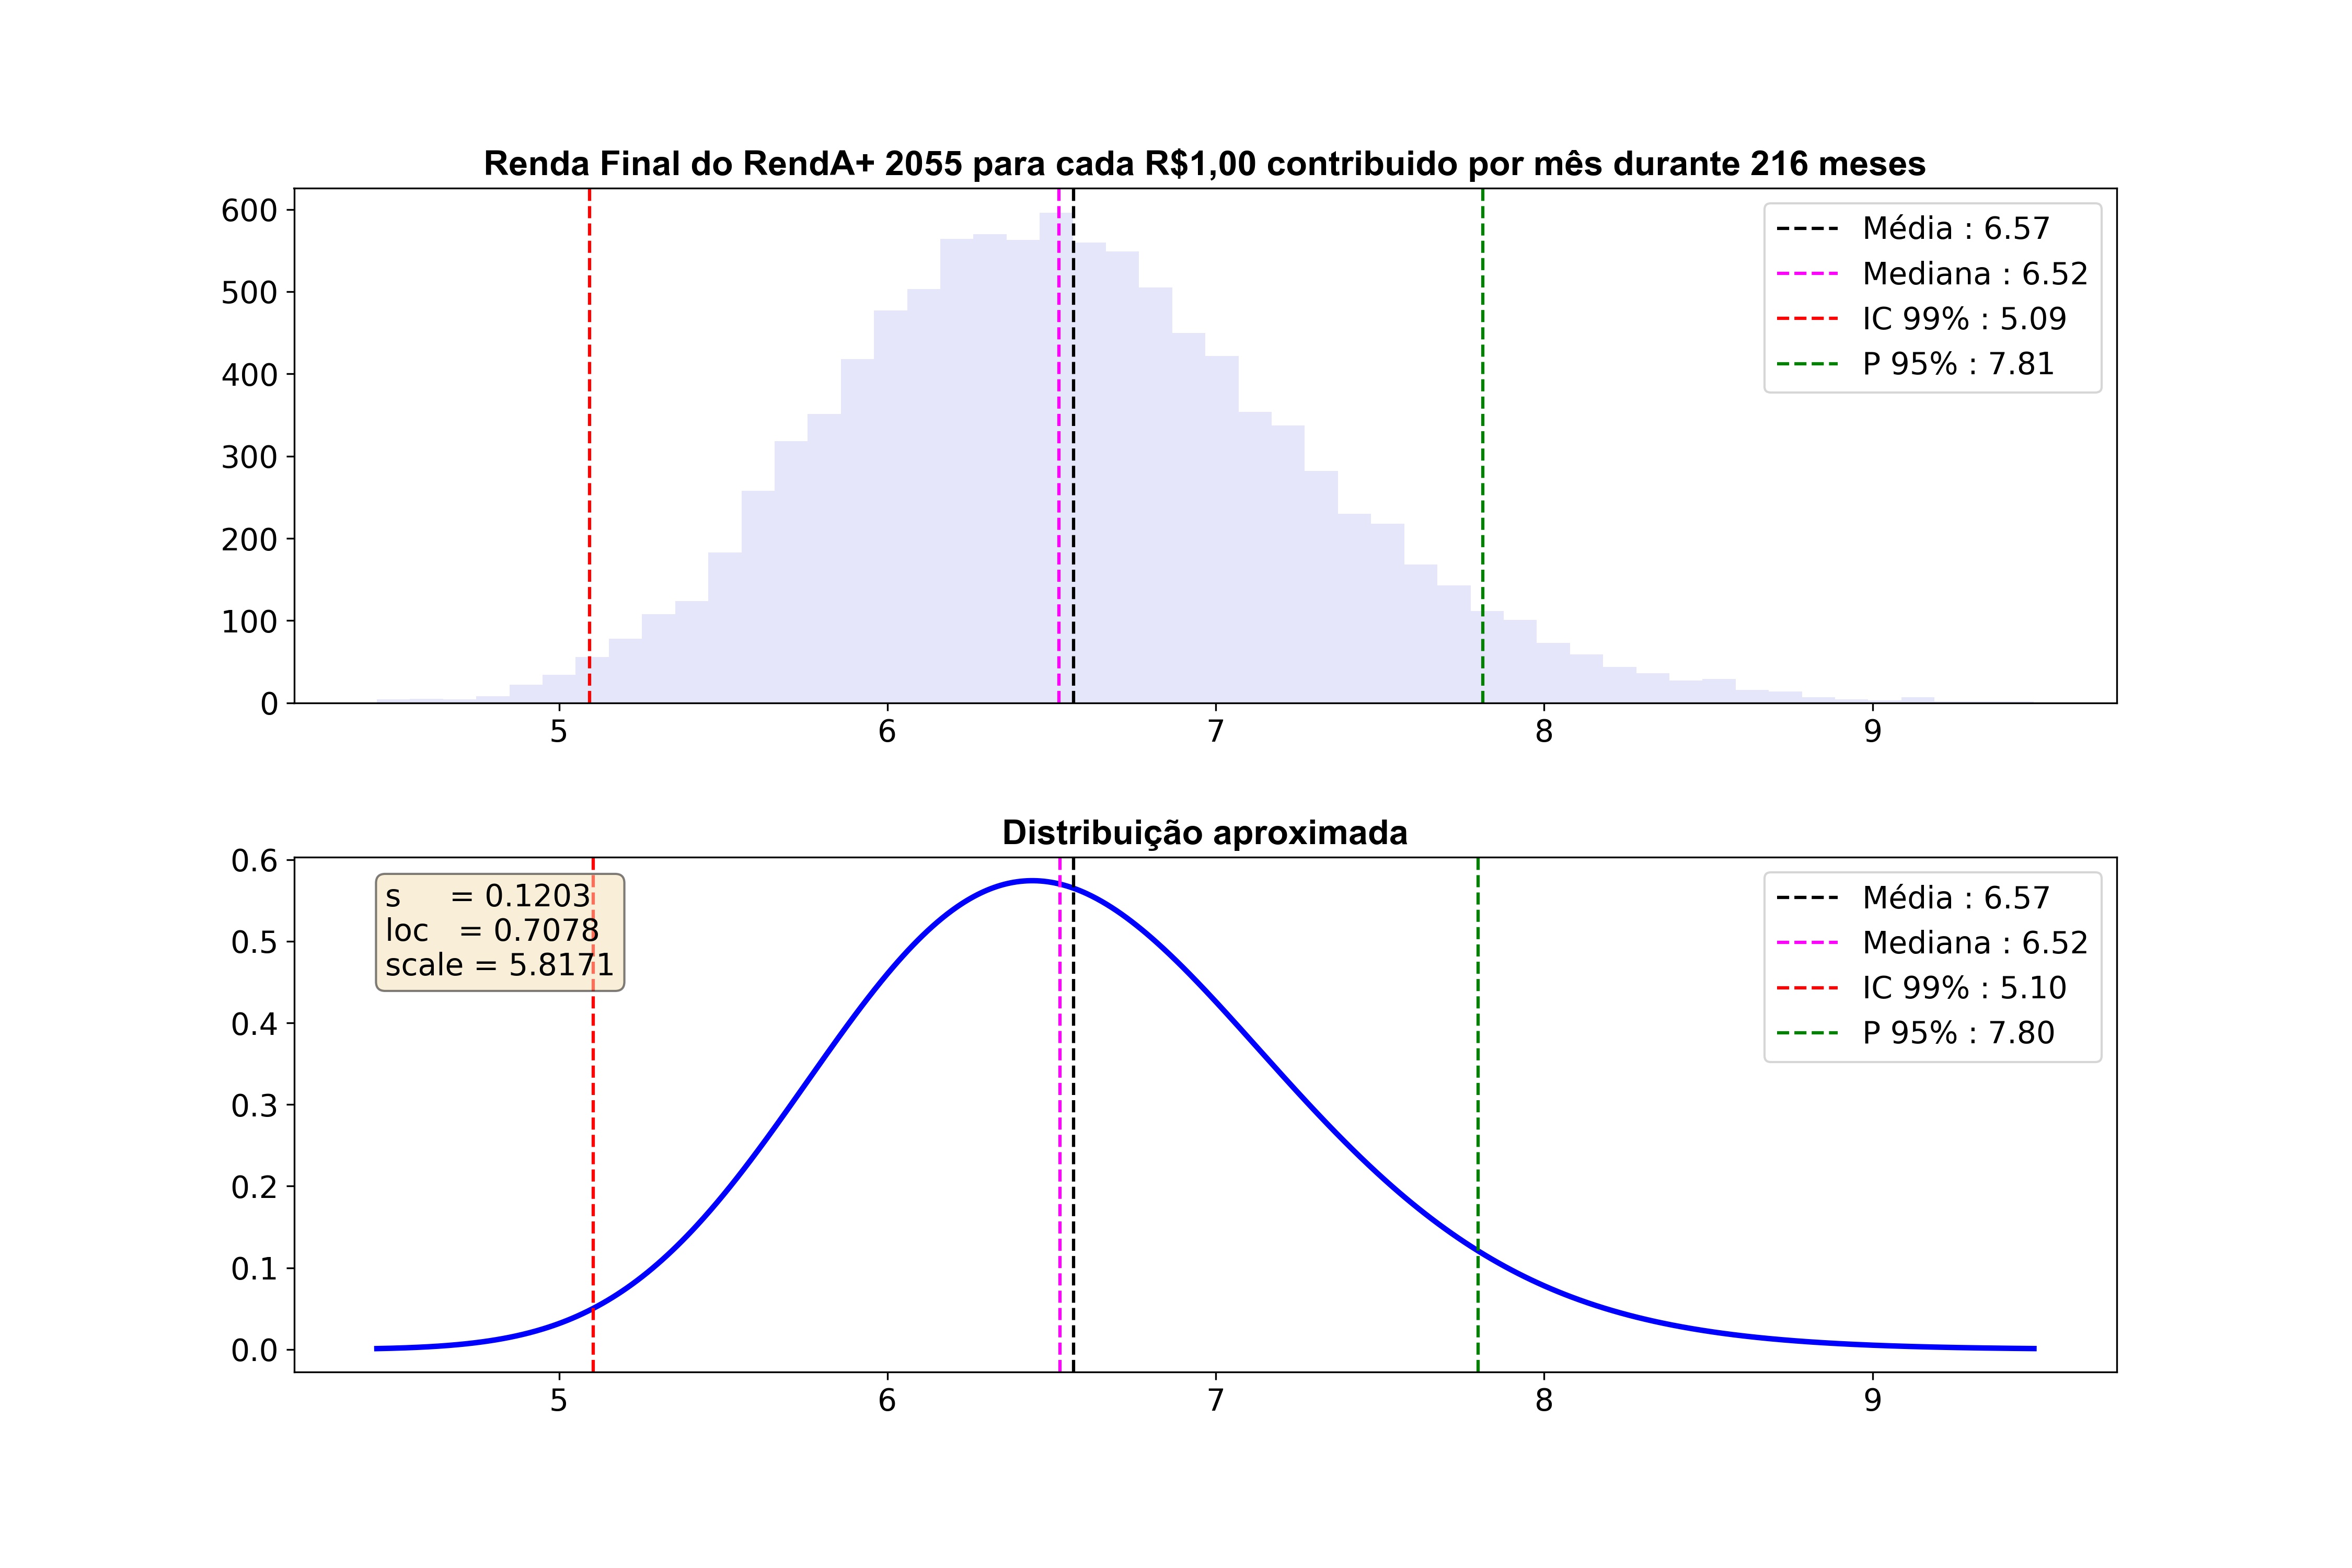 Renda Final do RendA+ 2055 para cada R$1,00 contribuido por mês durante 216 meses
600
500
400
300
200
100
0
Média : 6.57
Mediana : 6.52
IC 99% : 5.09
P 95% : 7.81
5 6 7 8 9
Distribuição aproximada
0.6
0.5
0.4
0.3
0.2
0.1
0.0
s = 0.1203
loc = 0.7078
scale = 5.8171
Média : 6.57
Mediana : 6.52
IC 99% : 5.10
P 95% : 7.80
5 6 7 8 9